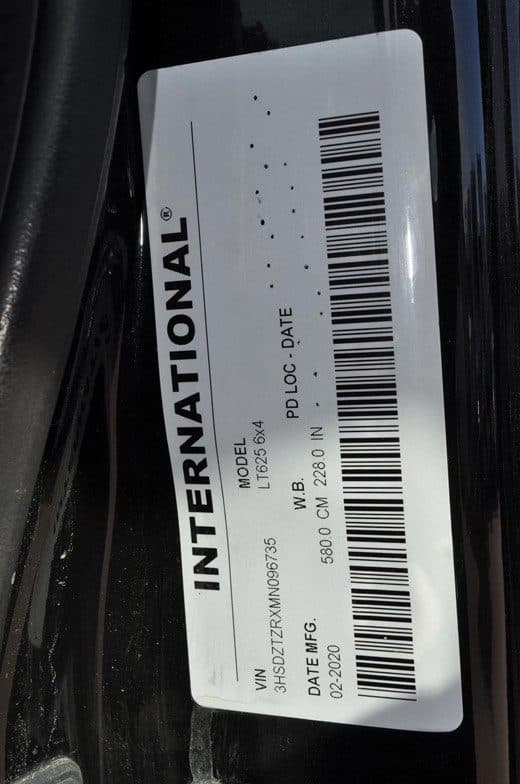 INTERNATIONAL®
VIN
3HSDZTZRXMN096735
MODEL
LT625 6x4
DATE MFG.
02-2020
W.B.
580.0 CM 228.0 IN
PD LOC - DATE